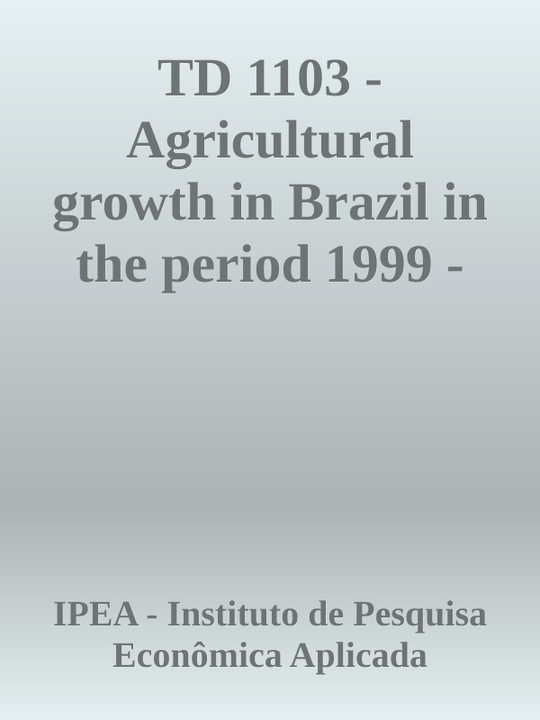 TD 1103 -
Agricultural
growth in Brazil in
the period 1999 -
IPEA - Instituto de Pesquisa
Econômica Aplicada